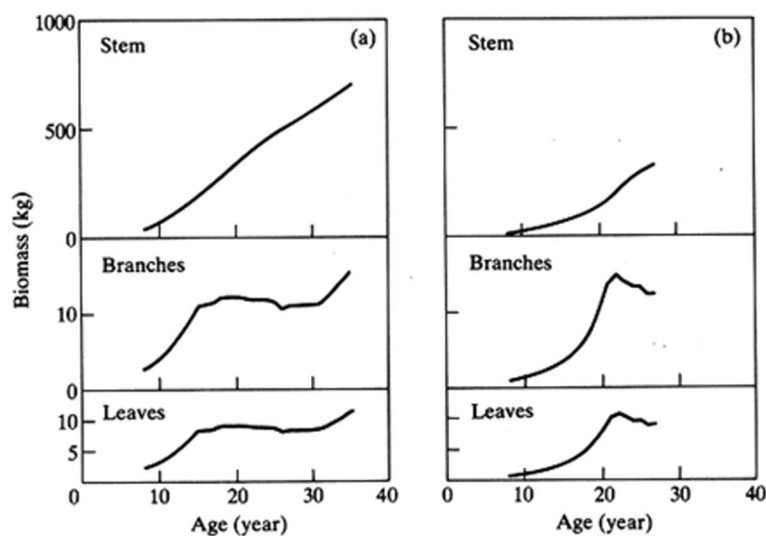 1000
Stem
(a)
500
0
Branches
10
0
Leaves
10
5
0
10
20
30
40
Age (year)
Biomass (kg)
Stem
(b)
Branches
Leaves
0
10
20
30
40
Age (year)